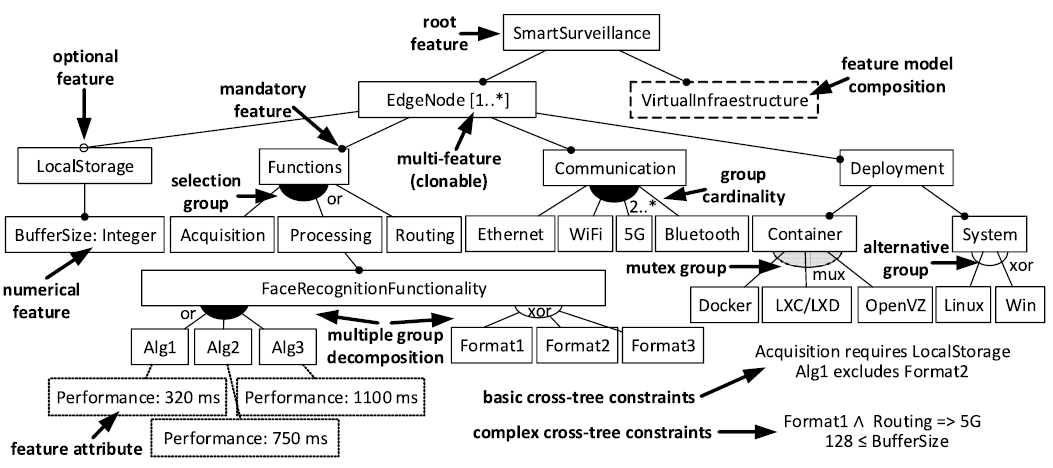 root
feature
SmartSurveillance
optional
feature
mandatory
feature
EdgeNode [1..*]
VirtualInfraestructure
feature model
composition
LocalStorage
Functions
multi-feature
(clonable)
Communication
Deployment
selection
group
or
group
cardinality
2..*
BufferSize: Integer
Acquisition
Processing
Routing
Ethernet
WiFi
5G
Bluetooth
Container
System
alternative
group
xor
mutex group
mux
numerical
feature
FaceRecognitionFunctionality
Docker
LXC/LXD
OpenVZ
Linux
Win
or
xor
multiple group
decomposition
Alg1
Alg2
Alg3
Format1
Format2
Format3
Performance: 320 ms
Performance: 1100 ms
Performance: 750 ms
feature attribute
Acquisition requires LocalStorage
Alg1 excludes Format2
basic cross-tree constraints
complex cross-tree constraints
Format1 ∧ Routing => 5G
128 ≤ BufferSize